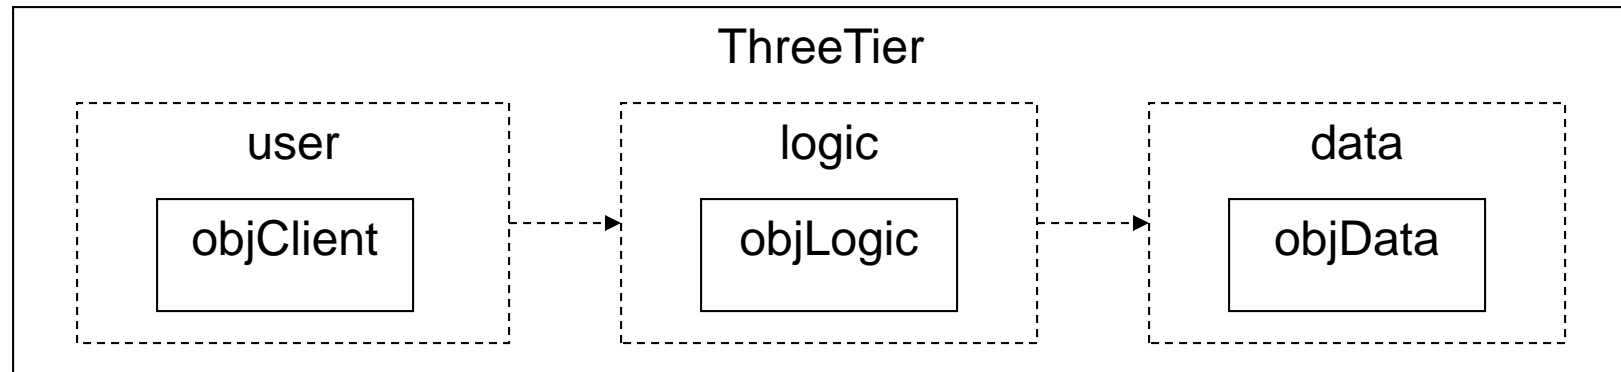 ThreeTier
user
logic
data
objClient
objLogic
objData